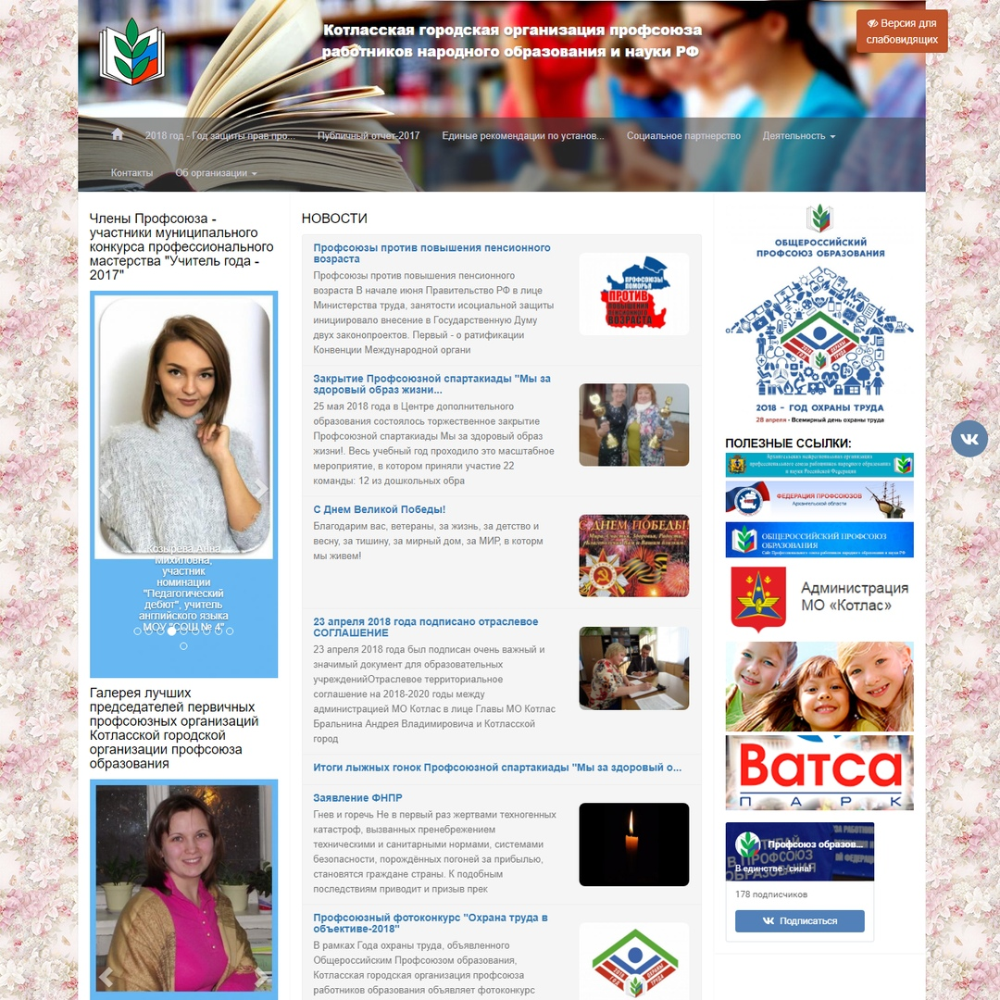 Котласская городская организация профсоюза
работников народного образования и науки РФ
Версия для
слабовидящих
2018 год - Год защиты прав про...
Публичный отчет-2017
Единые рекомендации по установ...
Социальное партнерство
Деятельность
Контакты
Об организации
Члены Профсоюза -
участники муниципального
конкурса профессионального
мастерства "Учитель года -
2017"
Козырева Анна
Михиловна,
участник
номинации
"Педагогический
дебют", учитель
английского языка
МОУ "СОШ № 4"
Галерея лучших
председателей первичных
профсоюзных организаций
Котласской городской
организации профсоюза
образования
НОВОСТИ
Профсоюзы против повышения пенсионного
возраста
Профсоюзы против повышения пенсионного
возраста В начале июня Правительство РФ в лице
Министерства труда, занятости исоциальной защиты
инициировало внесение в Государственную Думу
двух законопроектов. Первый - о ратификации
Конвенции Международной органи
ПРОФСОЮЗЫ
ПОМОРЬЯ
ПРОТИВ
ПОВЫШЕНИЯ
ПЕНСИОННОГО
ВОЗРАСТА
Закрытие Профсоюзной спартакиады "Мы за
здоровый образ жизни...
25 мая 2018 года в Центре дополнительного
образования состоялось торжественное закрытие
Профсоюзной спартакиады Мы за здоровый образ
жизни!. Весь учебный год проходило это масштабное
мероприятие, в котором приняли участие 22
команды: 12 из дошкольных обра
С Днем Великой Победы!
Благодарим вас, ветераны, за жизнь, за детство и
весну, за тишину, за мирный дом, за МИР, в которм
мы живем!
С ДНЕМ ПОБЕДЫ!
23 апреля 2018 года подписано отраслевое
СОГЛАШЕНИЕ
23 апреля 2018 года был подписан очень важный и
значимый документ для образовательных
учрежденийОтраслевое территориальное
соглашение на 2018-2020 годы между
администрацией МО Котлас в лице Главы МО Котлас
Бральнина Андрея Владимировича и Котласской
город
Итоги лыжных гонок Профсоюзной спартакиады "Мы за здоровый о...
Заявление ФНПР
Гнев и горечь Не в первый раз жертвами техногенных
катастроф, вызванных пренебрежением
техническими и санитарными нормами, системами
безопасности, порождённых погоней за прибылью,
становятся граждане страны. К подобным
последствиям приводит и призыв прек
Профсоюзный фотоконкурс "Охрана труда в
объективе-2018"
В рамках Года охраны труда, объявленного
Общероссийским Профсоюзом образования,
Котласская городская организация профсоюза
работников образования объявляет фотоконкурс
ОБЩЕРОССИЙСКИЙ
ПРОФСОЮЗ ОБРАЗОВАНИЯ
2018 - ГОД ОХРАНЫ ТРУДА
28 апреля - Всемирный день охраны труда
ПОЛЕЗНЫЕ ССЫЛКИ:
Архангельская межрегиональная организация
профессионального союза работников народного образования
и науки Российской Федерации
ФЕДЕРАЦИЯ ПРОФСОЮЗОВ
Архангельской области
ОБЩЕРОССИЙСКИЙ ПРОФСОЮЗ
ОБРАЗОВАНИЯ
Администрация
МО «Котлас»
Ватса
ПАРК
Профсоюз образов...
В единстве - сила!
178 подписчиков
Подписаться